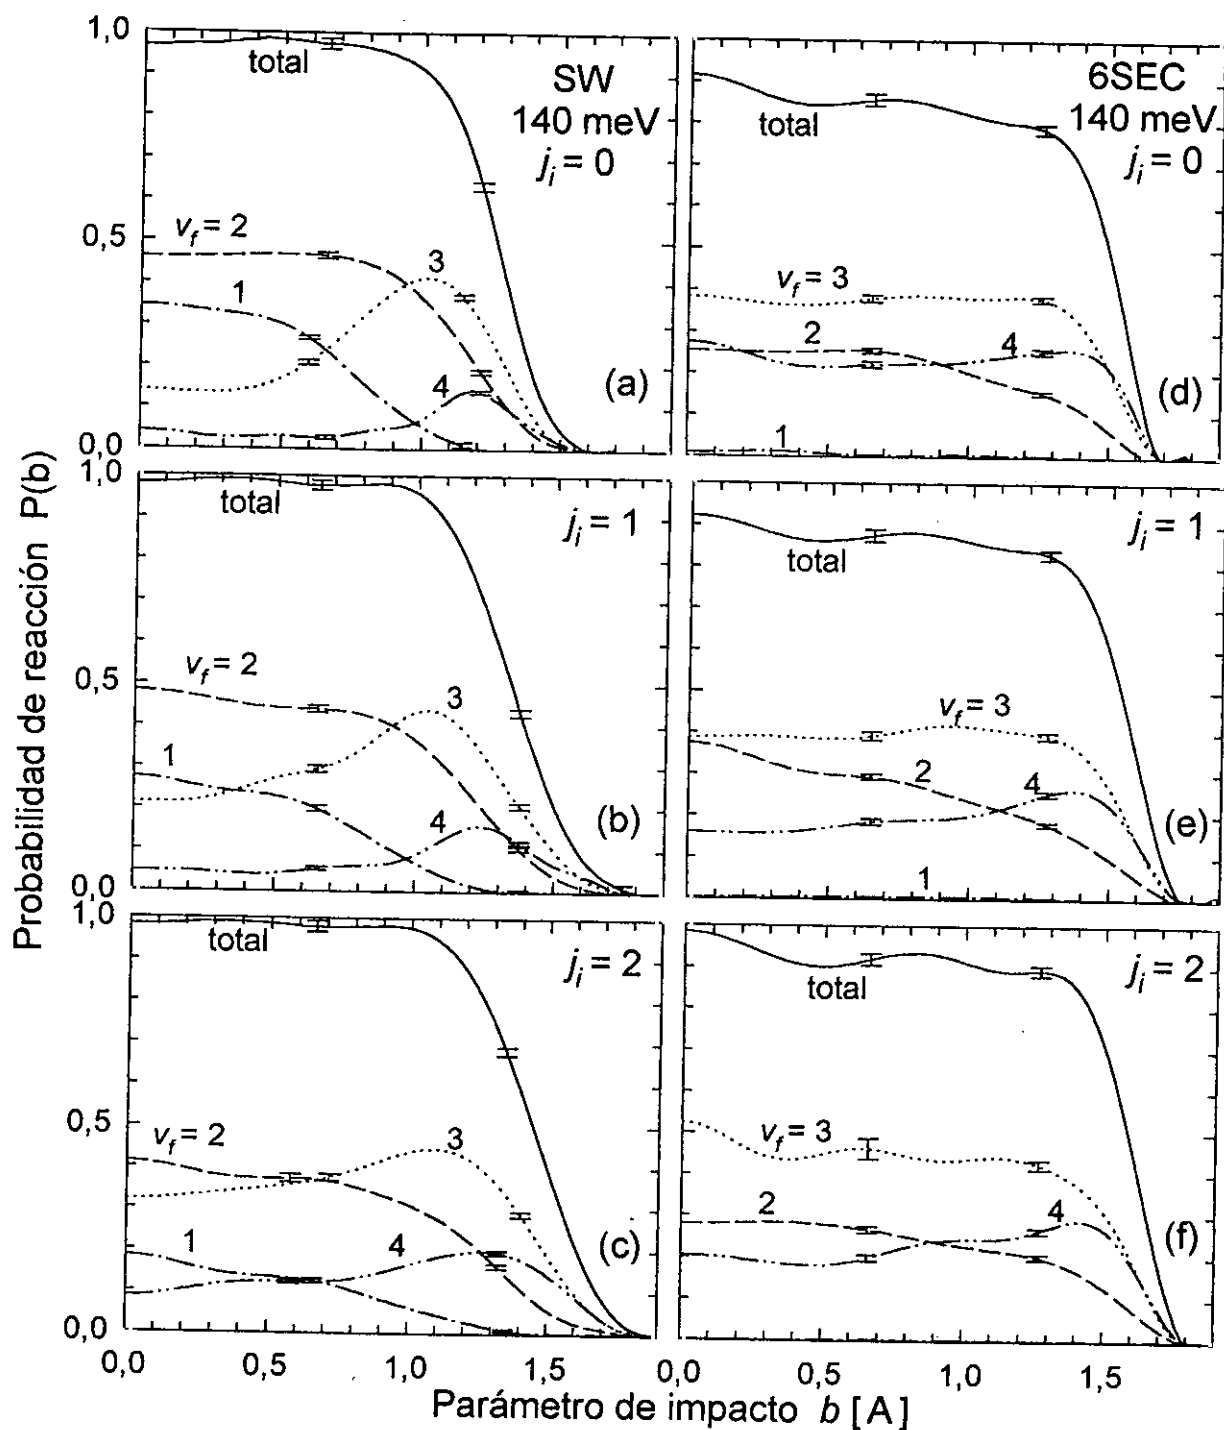 Probabilidad de reacción P(b)
1,0
total
SW
140 meV
j_i = 0
0,5
v_f = 2
3
1
4
(a)
0,0
6SEC
140 meV
j_i = 0
total
v_f = 3
2
4
(d)
1
1,0
total
j_i = 1
0,5
v_f = 2
3
1
4
(b)
0,0
j_i = 1
total
v_f = 3
2
4
(e)
1
1,0
total
j_i = 2
0,5
v_f = 2
3
1
4
(c)
0,0
j_i = 2
total
v_f = 3
2
4
(f)
0,0 0,5 1,0 1,5 0,0 0,5 1,0 1,5
Parámetro de impacto b [A]